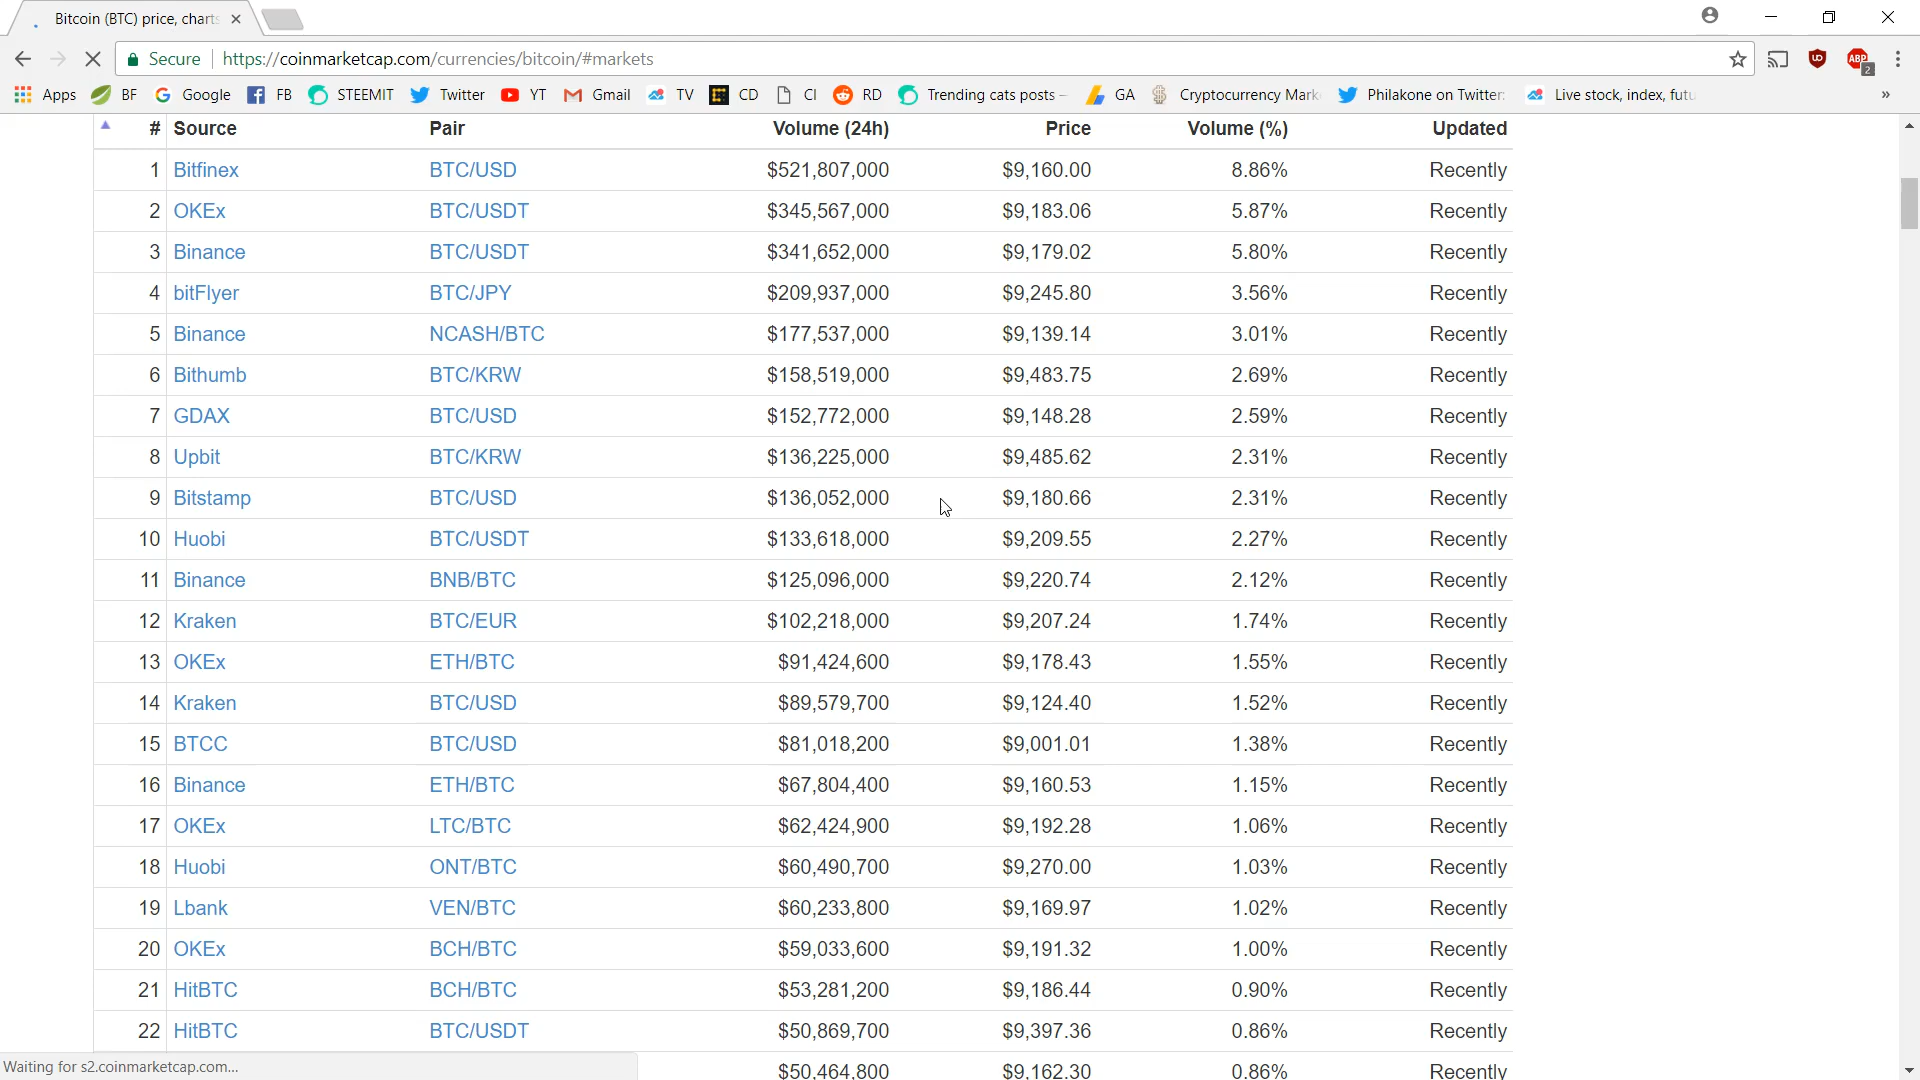 Bitcoin (BTC) price, charts
Secure https://coinmarketcap.com/currencies/bitcoin/#markets
ABP
2
Apps BF Google FB STEEMIT Twitter YT Gmail TV CD CI RD Trending cats posts – GA Cryptocurrency Mark Philakone on Twitter: Live stock, index, futu »
# Source Pair Volume (24h) Price Volume (%) Updated
1 Bitfinex BTC/USD $521,807,000 $9,160.00 8.86% Recently
2 OKEx BTC/USDT $345,567,000 $9,183.06 5.87% Recently
3 Binance BTC/USDT $341,652,000 $9,179.02 5.80% Recently
4 bitFlyer BTC/JPY $209,937,000 $9,245.80 3.56% Recently
5 Binance NCASH/BTC $177,537,000 $9,139.14 3.01% Recently
6 Bithumb BTC/KRW $158,519,000 $9,483.75 2.69% Recently
7 GDAX BTC/USD $152,772,000 $9,148.28 2.59% Recently
8 Upbit BTC/KRW $136,225,000 $9,485.62 2.31% Recently
9 Bitstamp BTC/USD $136,052,000 $9,180.66 2.31% Recently
10 Huobi BTC/USDT $133,618,000 $9,209.55 2.27% Recently
11 Binance BNB/BTC $125,096,000 $9,220.74 2.12% Recently
12 Kraken BTC/EUR $102,218,000 $9,207.24 1.74% Recently
13 OKEx ETH/BTC $91,424,600 $9,178.43 1.55% Recently
14 Kraken BTC/USD $89,579,700 $9,124.40 1.52% Recently
15 BTCC BTC/USD $81,018,200 $9,001.01 1.38% Recently
16 Binance ETH/BTC $67,804,400 $9,160.53 1.15% Recently
17 OKEx LTC/BTC $62,424,900 $9,192.28 1.06% Recently
18 Huobi ONT/BTC $60,490,700 $9,270.00 1.03% Recently
19 Lbank VEN/BTC $60,233,800 $9,169.97 1.02% Recently
20 OKEx BCH/BTC $59,033,600 $9,191.32 1.00% Recently
21 HitBTC BCH/BTC $53,281,200 $9,186.44 0.90% Recently
22 HitBTC BTC/USDT $50,869,700 $9,397.36 0.86% Recently
$50,464,800 $9,162.30 0.86% Recently
Waiting for s2.coinmarketcap.com...